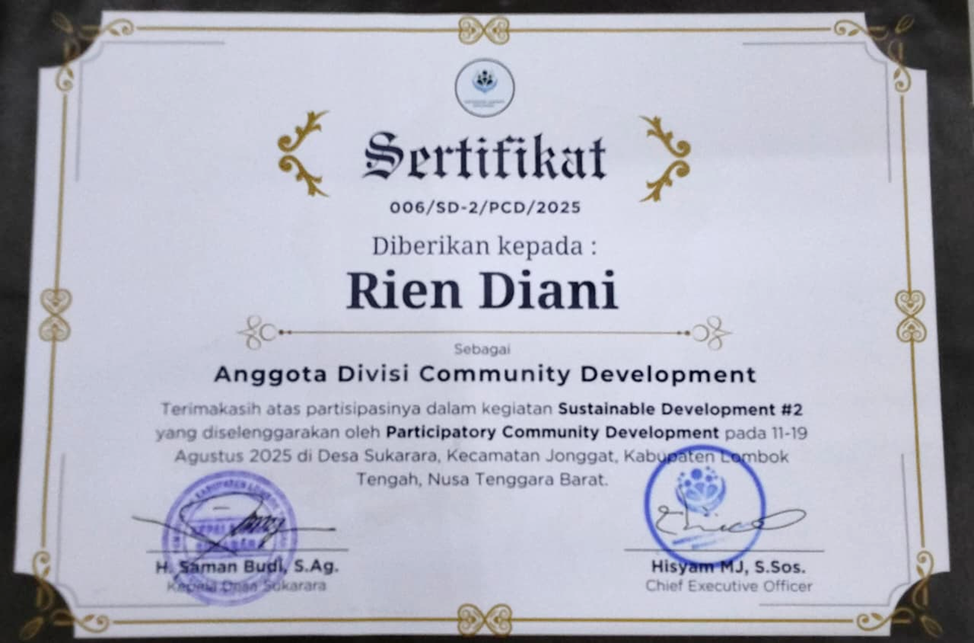 Sertifikat
006/SD-2/PCD/2025
Diberikan kepada :
Rien Diani
Sebagai
Anggota Divisi Community Development
Terimakasih atas partisipasinya dalam kegiatan Sustainable Development #2
yang diselenggarakan oleh Participatory Community Development pada 11-19
Agustus 2025 di Desa Sukarara, Kecamatan Jonggat, Kabupaten Lombok
Tengah, Nusa Tenggara Barat.
H. Saman Budi, S.Ag.
Kepala Desa Sukarara
Hisyam MJ, S.Sos.
Chief Executive Officer